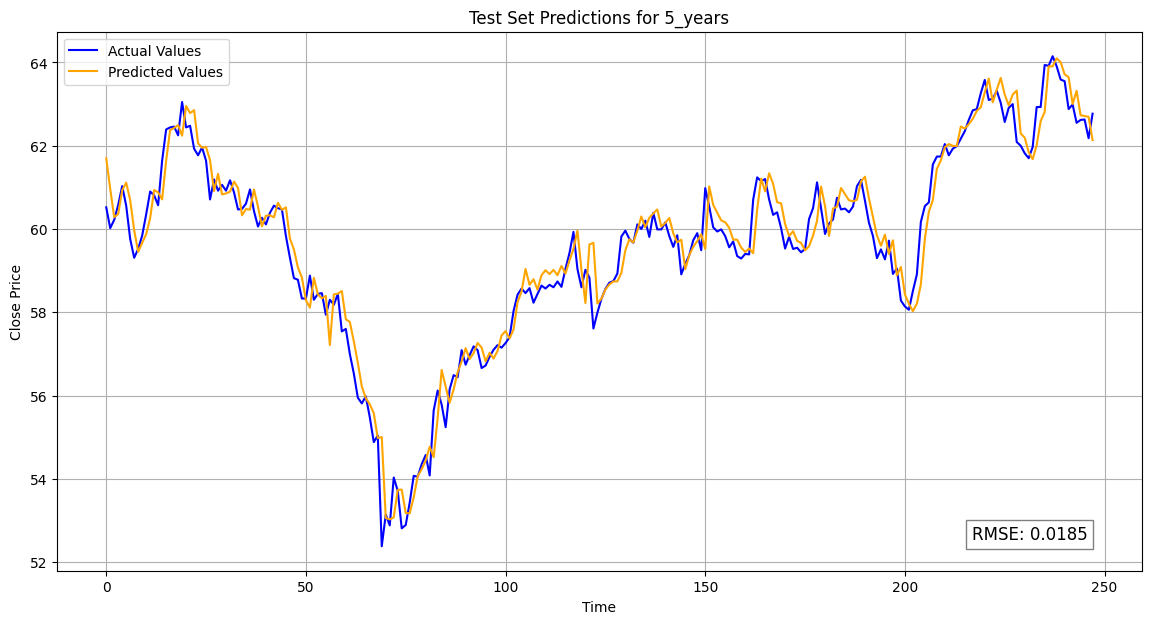 Test Set Predictions for 5_years
Actual Values
Predicted Values
Close Price
64
62
60
58
56
54
52
RMSE: 0.0185
0
50
100
150
200
250
Time